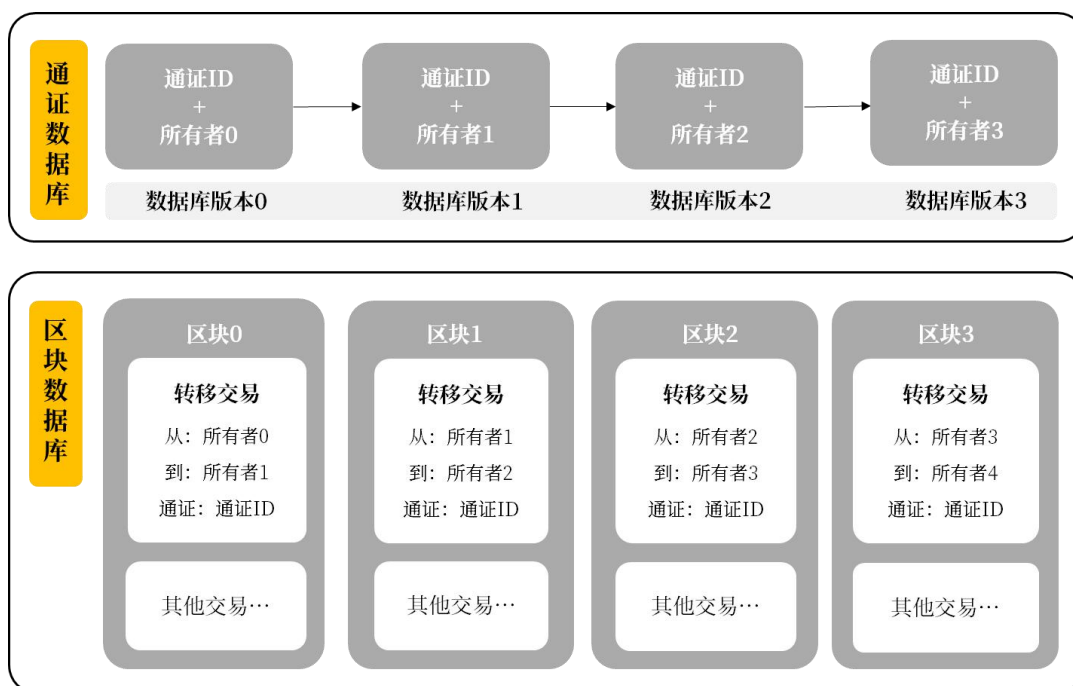 通证数据库
通证ID
+
所有者0
通证ID
+
所有者1
通证ID
+
所有者2
通证ID
+
所有者3
数据库版本0
数据库版本1
数据库版本2
数据库版本3
区块数据库
区块0
转移交易
从：所有者0
到：所有者1
通证：通证ID
其他交易…
区块1
转移交易
从：所有者1
到：所有者2
通证：通证ID
其他交易…
区块2
转移交易
从：所有者2
到：所有者3
通证：通证ID
其他交易…
区块3
转移交易
从：所有者3
到：所有者4
通证：通证ID
其他交易…